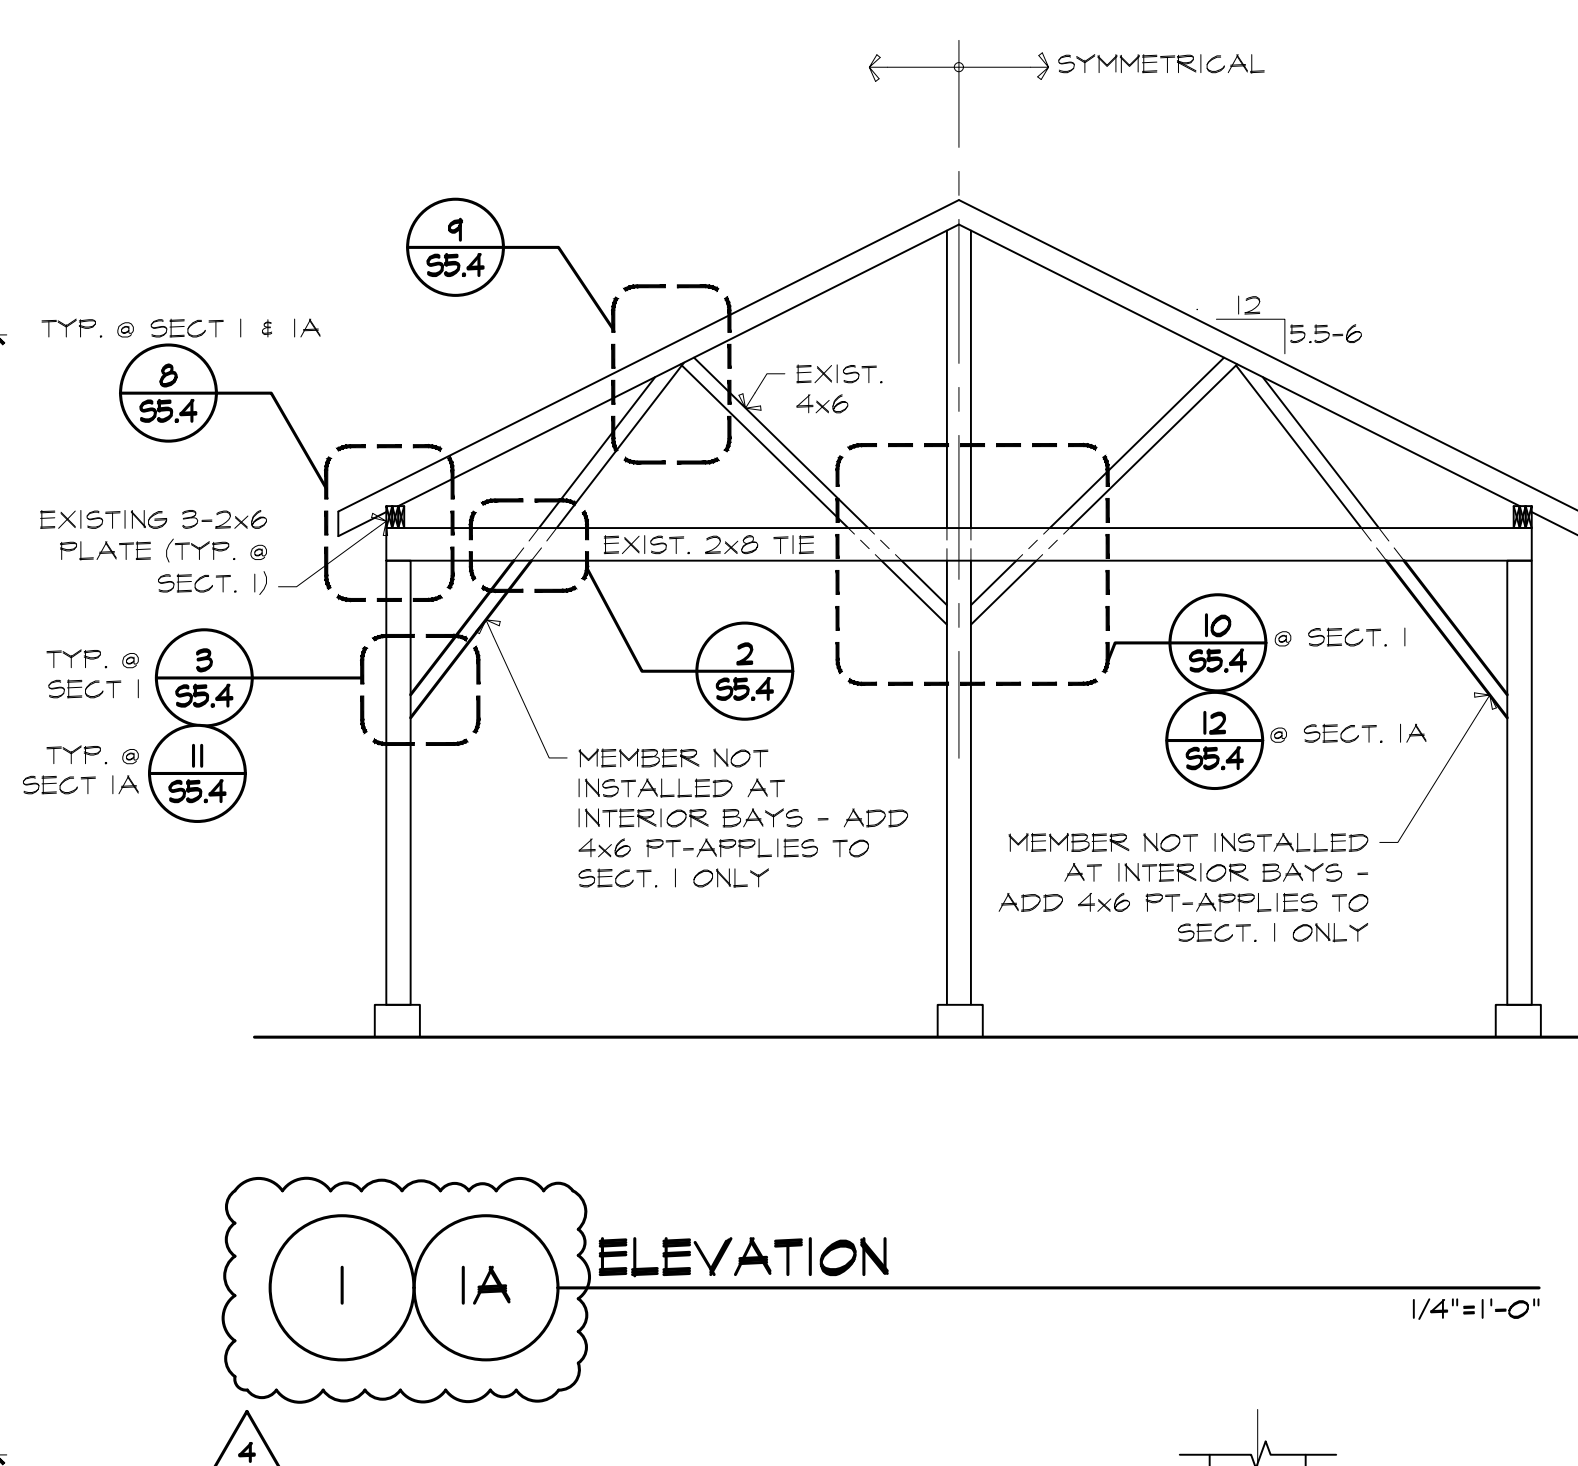 SYMMETRICAL
9
S5.4
12
5.5-6
TYP. @ SECT 1 & 1A
8
S5.4
EXIST.
4x6
EXISTING 3-2x6
PLATE (TYP. @
SECT. 1)
EXIST. 2x8 TIE
TYP. @
SECT 1
3
S5.4
2
S5.4
10
S5.4
@ SECT. 1
12
S5.4
@ SECT. 1A
TYP. @
SECT 1A
11
S5.4
MEMBER NOT
INSTALLED AT
INTERIOR BAYS - ADD
4x6 PT-APPLIES TO
SECT. 1 ONLY
MEMBER NOT INSTALLED
AT INTERIOR BAYS -
ADD 4x6 PT-APPLIES TO
SECT. 1 ONLY
1
1A
ELEVATION
1/4"=1'-0"
4